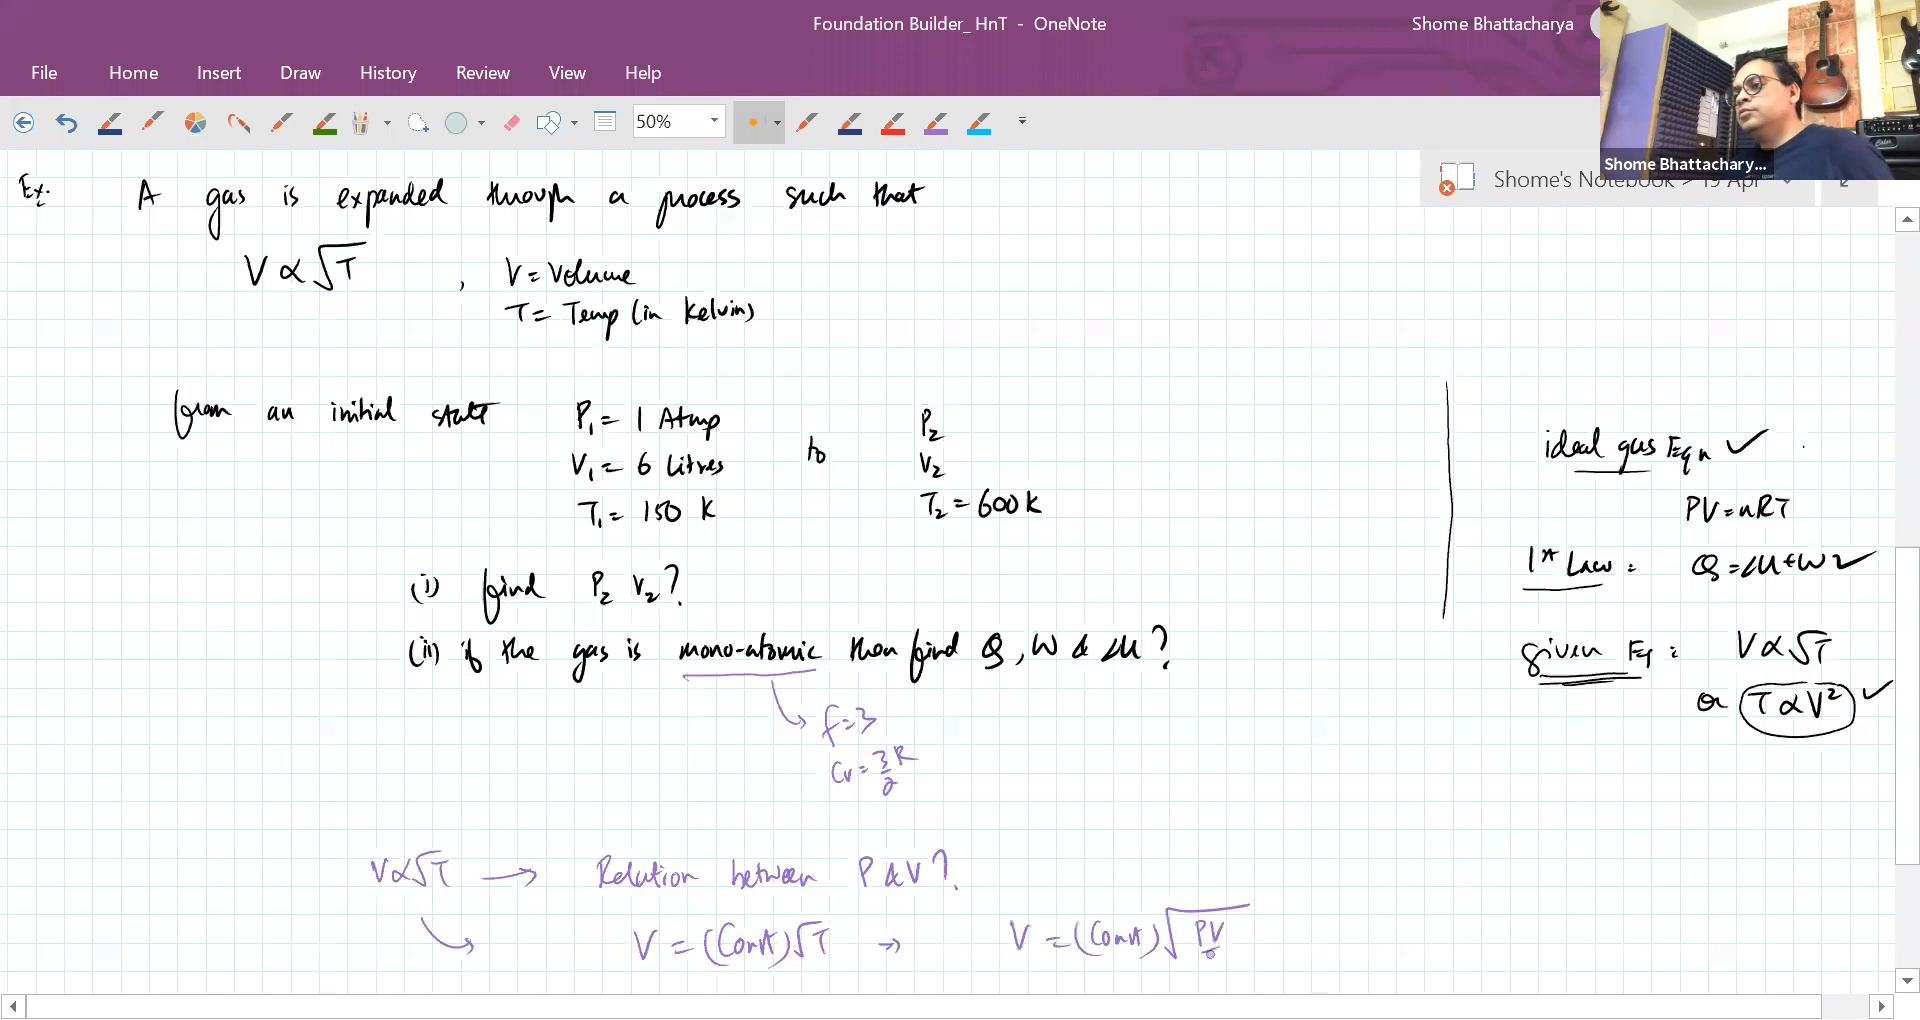 Foundation Builder_ HnT - OneNote
Shome Bhattacharya
File Home Insert Draw History Review View Help
50%
Shome Bhattachary...
Shome's Notebook > 19 Apr
Ex:
A gas is expanded through a process such that
V ∝ √T , V = Volume
T = Temp (in Kelvin)
from an initial state P₁ = 1 Atmp to P₂
V₁ = 6 Litres V₂
T₁ = 150 K T₂ = 600 K
(i) find P₂ V₂?
(ii) if the gas is mono-atomic then find Q, W & ΔU?
f = 3
Cv = 3/2 R
ideal gas Eqn ✓
PV = nRT
1st Law : Q = ΔU + W ✓
given Eq : V ∝ √T
or T ∝ V² ✓
V ∝ √T → Relation between P & V?
V = (Const) √T → V = (Const) √PV